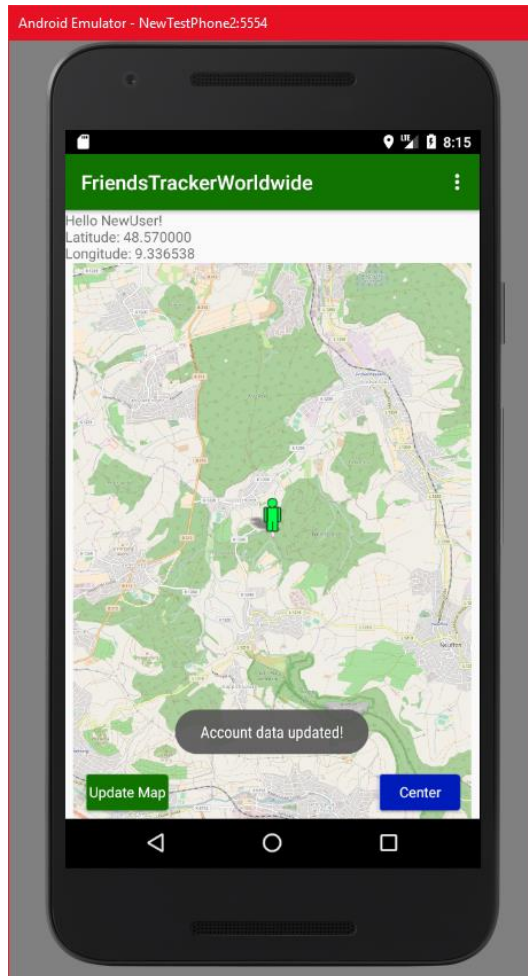 Android Emulator - NewTestPhone2:5554
LTE 8:15
FriendsTrackerWorldwide
Hello NewUser!
Latitude: 48.570000
Longitude: 9.336538
Account data updated!
Update Map
Center